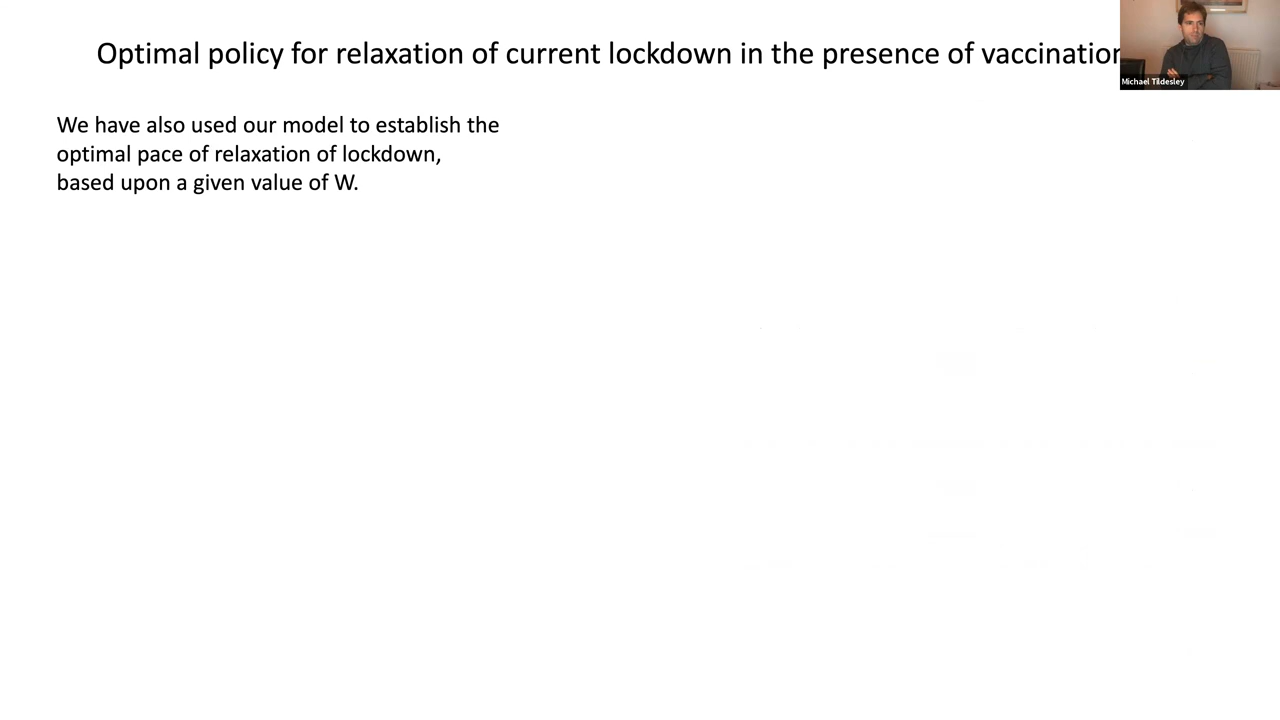 Optimal policy for relaxation of current lockdown in the presence of vaccination
Michael Tildesley
We have also used our model to establish the
optimal pace of relaxation of lockdown,
based upon a given value of W.